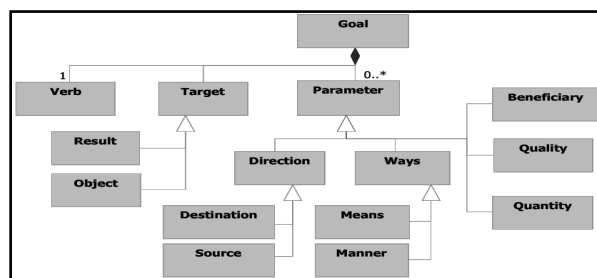 Goal
1
0..*
Verb
Target
Parameter
Beneficiary
Result
Quality
Direction
Ways
Object
Destination
Means
Quantity
Source
Manner